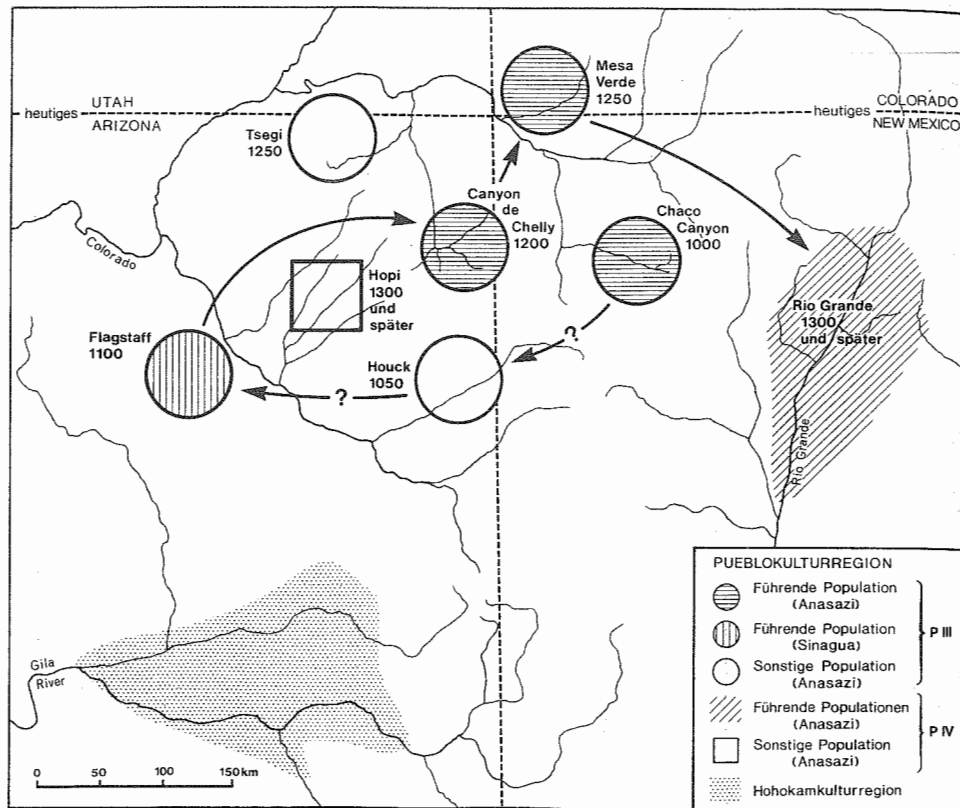 Mesa
Verde
1250
heutiges
UTAH
ARIZONA
heutiges
COLORADO
NEW MEXICO
Tsegi
1250
Canyon
de
Chelly
1200
Chaco
Canyon
1000
Colorado
Hopi
1300
und
später
Rio Grande
1300
und später
Flagstaff
1100
?
Houck
1050
?
Rio Grande
Gila
River
0 50 100 150 km
PUEBLOKULTURREGION
Führende Population
(Anasazi)
Führende Population
(Sinagua)
P III
Sonstige Population
(Anasazi)
Führende Populationen
(Anasazi)
P IV
Sonstige Population
(Anasazi)
Hohokamkulturregion